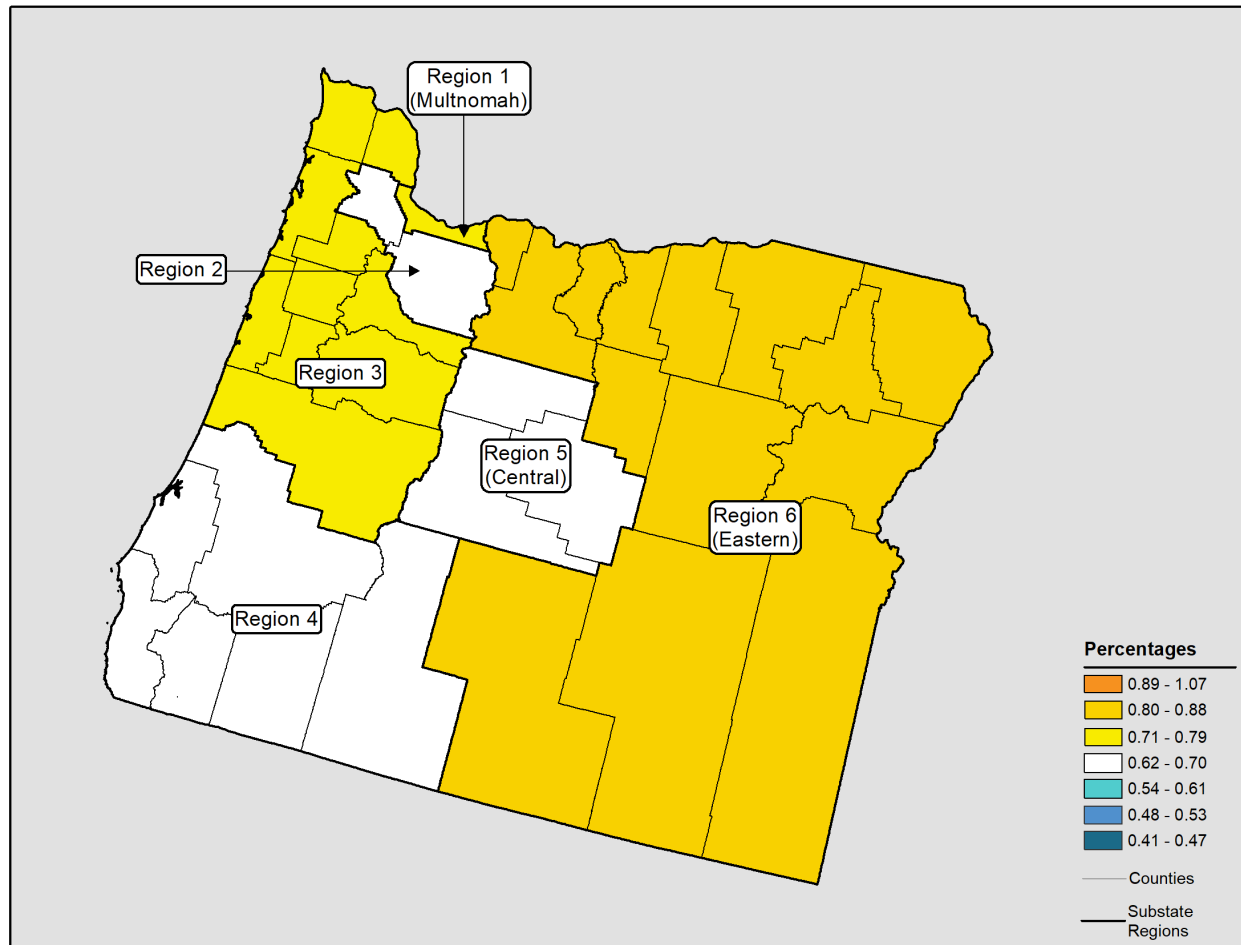 Region 1
(Multnomah)
Region 2
Region 3
Region 5
(Central)
Region 6
(Eastern)
Region 4
Percentages
0.89 - 1.07
0.80 - 0.88
0.71 - 0.79
0.62 - 0.70
0.54 - 0.61
0.48 - 0.53
0.41 - 0.47
Counties
Substate
Regions